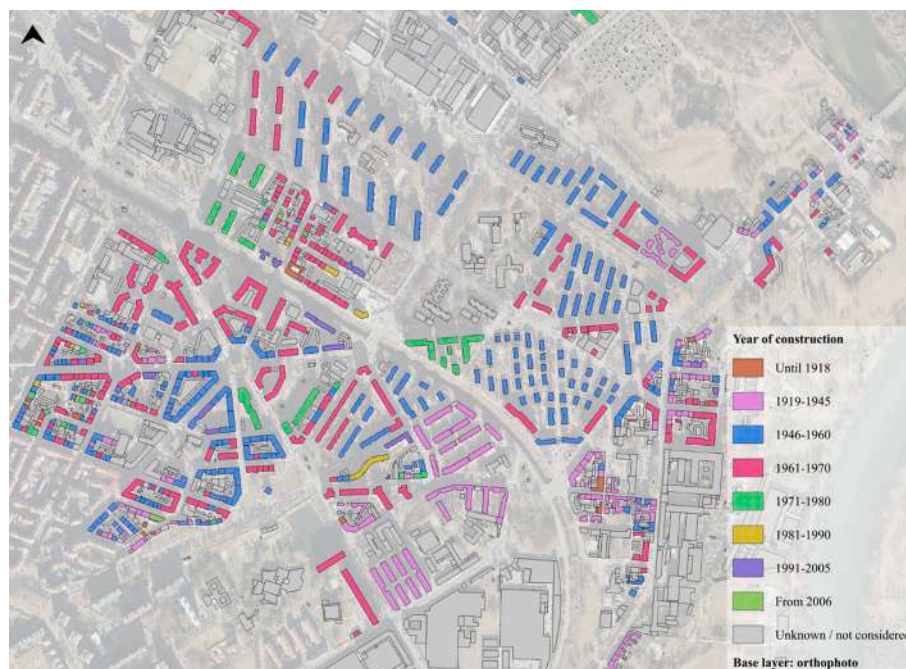 Year of construction
Until 1918
1919-1945
1946-1960
1961-1970
1971-1980
1981-1990
1991-2005
From 2006
Unknown / not considered
Base layer: orthophoto